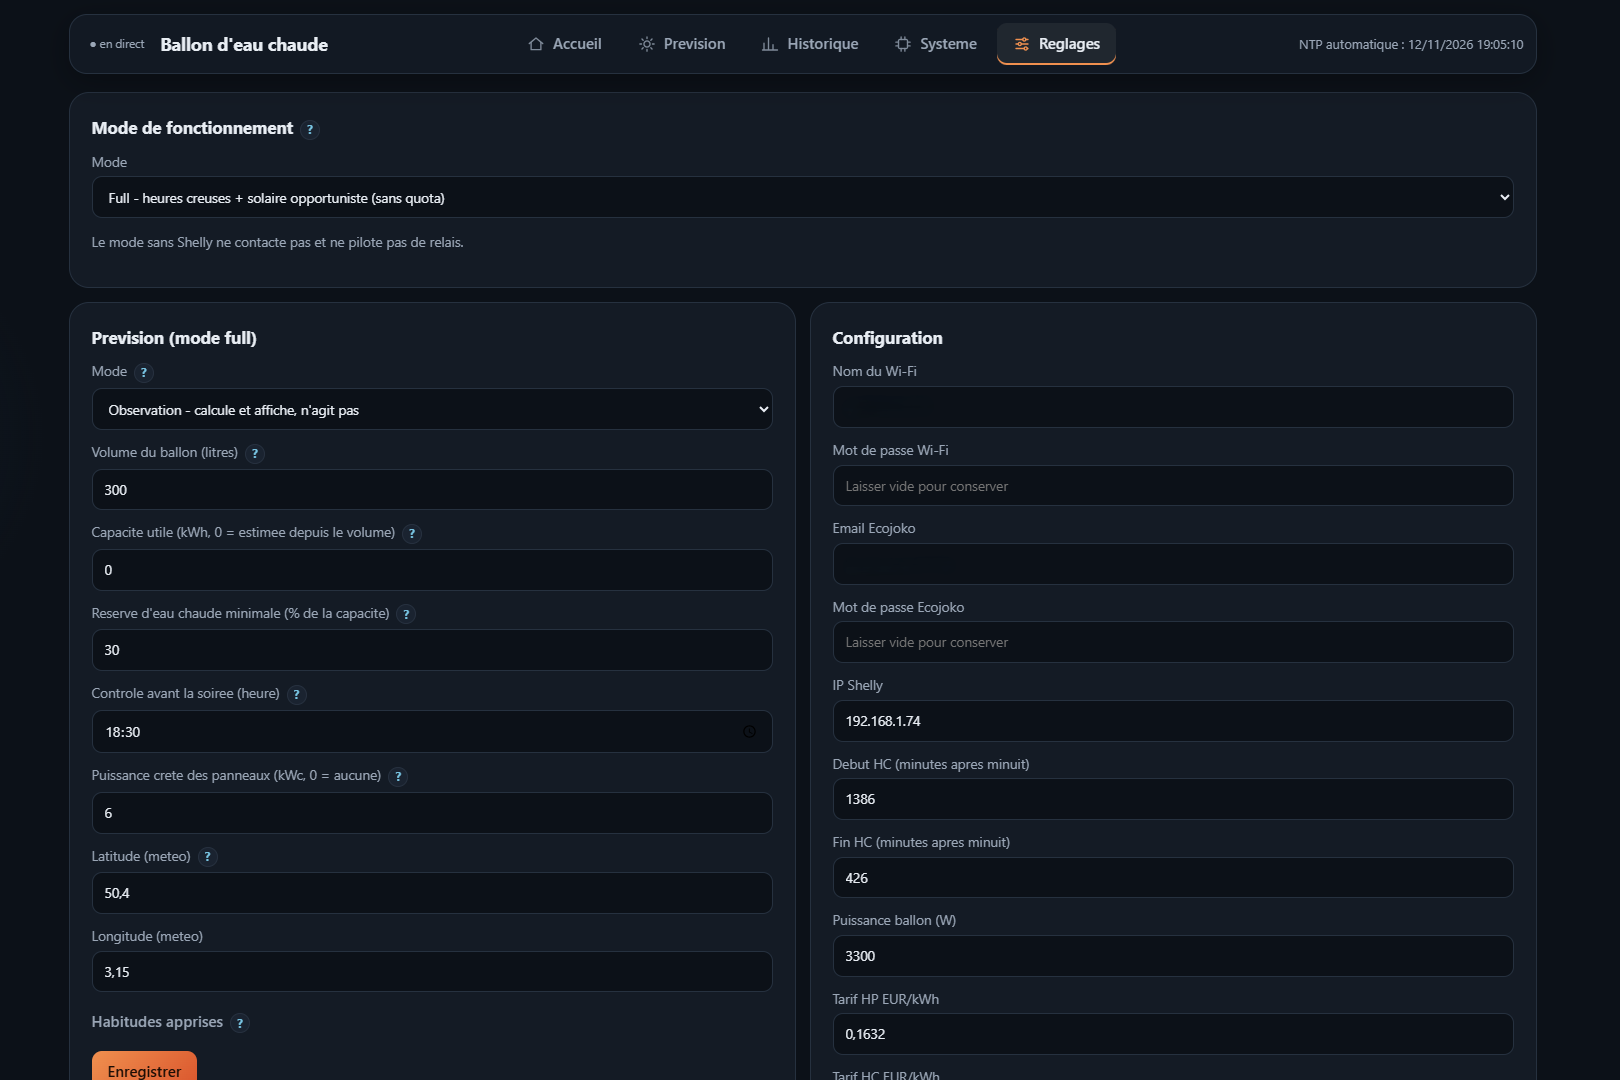 en direct
Ballon d'eau chaude
Accueil
Prevision
Historique
Systeme
Reglages
NTP automatique : 12/11/2026 19:05:10
Mode de fonctionnement ?
Mode
Full - heures creuses + solaire opportuniste (sans quota)
Le mode sans Shelly ne contacte pas et ne pilote pas de relais.
Prevision (mode full)
Mode ?
Observation - calcule et affiche, n'agit pas
Volume du ballon (litres) ?
300
Capacite utile (kWh, 0 = estimee depuis le volume) ?
0
Reserve d'eau chaude minimale (% de la capacite) ?
30
Controle avant la soiree (heure) ?
18:30
Puissance crete des panneaux (kWc, 0 = aucune) ?
6
Latitude (meteo) ?
50,4
Longitude (meteo)
3,15
Habitudes apprises ?
Enregistrer
Configuration
Nom du Wi-Fi
Mot de passe Wi-Fi
Laisser vide pour conserver
Email Ecojoko
Mot de passe Ecojoko
Laisser vide pour conserver
IP Shelly
192.168.1.74
Debut HC (minutes apres minuit)
1386
Fin HC (minutes apres minuit)
426
Puissance ballon (W)
3300
Tarif HP EUR/kWh
0,1632
Tarif HC EUR/kWh